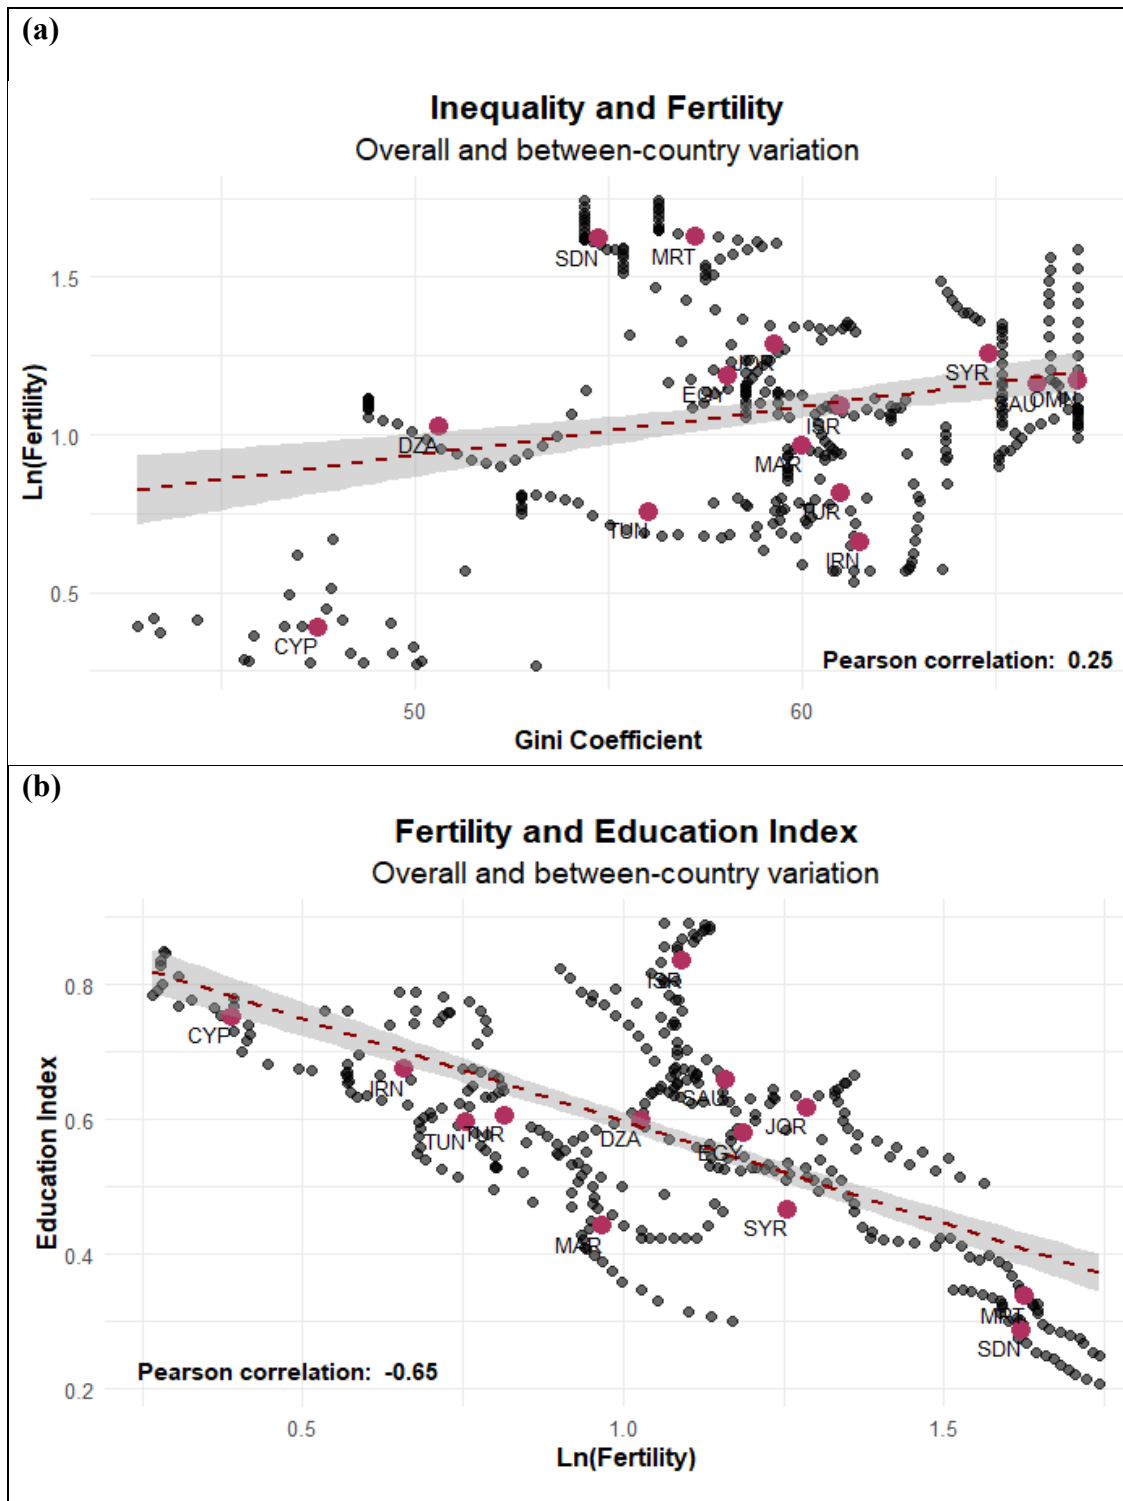 (a)
Inequality and Fertility
Overall and between-country variation
Ln(Fertility)
1.5
1.0
0.5
SDN
MRT
JOR
EGY
SYR
SAU
OMN
ISR
DZA
MAR
TUR
TUN
IRN
CYP
Pearson correlation: 0.25
50
60
Gini Coefficient
(b)
Fertility and Education Index
Overall and between-country variation
Education Index
0.8
0.6
0.4
0.2
ISR
CYP
IRN
SAU
TUN
TUR
DZA
JOR
EGY
SYR
MAR
MRT
SDN
Pearson correlation: -0.65
0.5
1.0
1.5
Ln(Fertility)